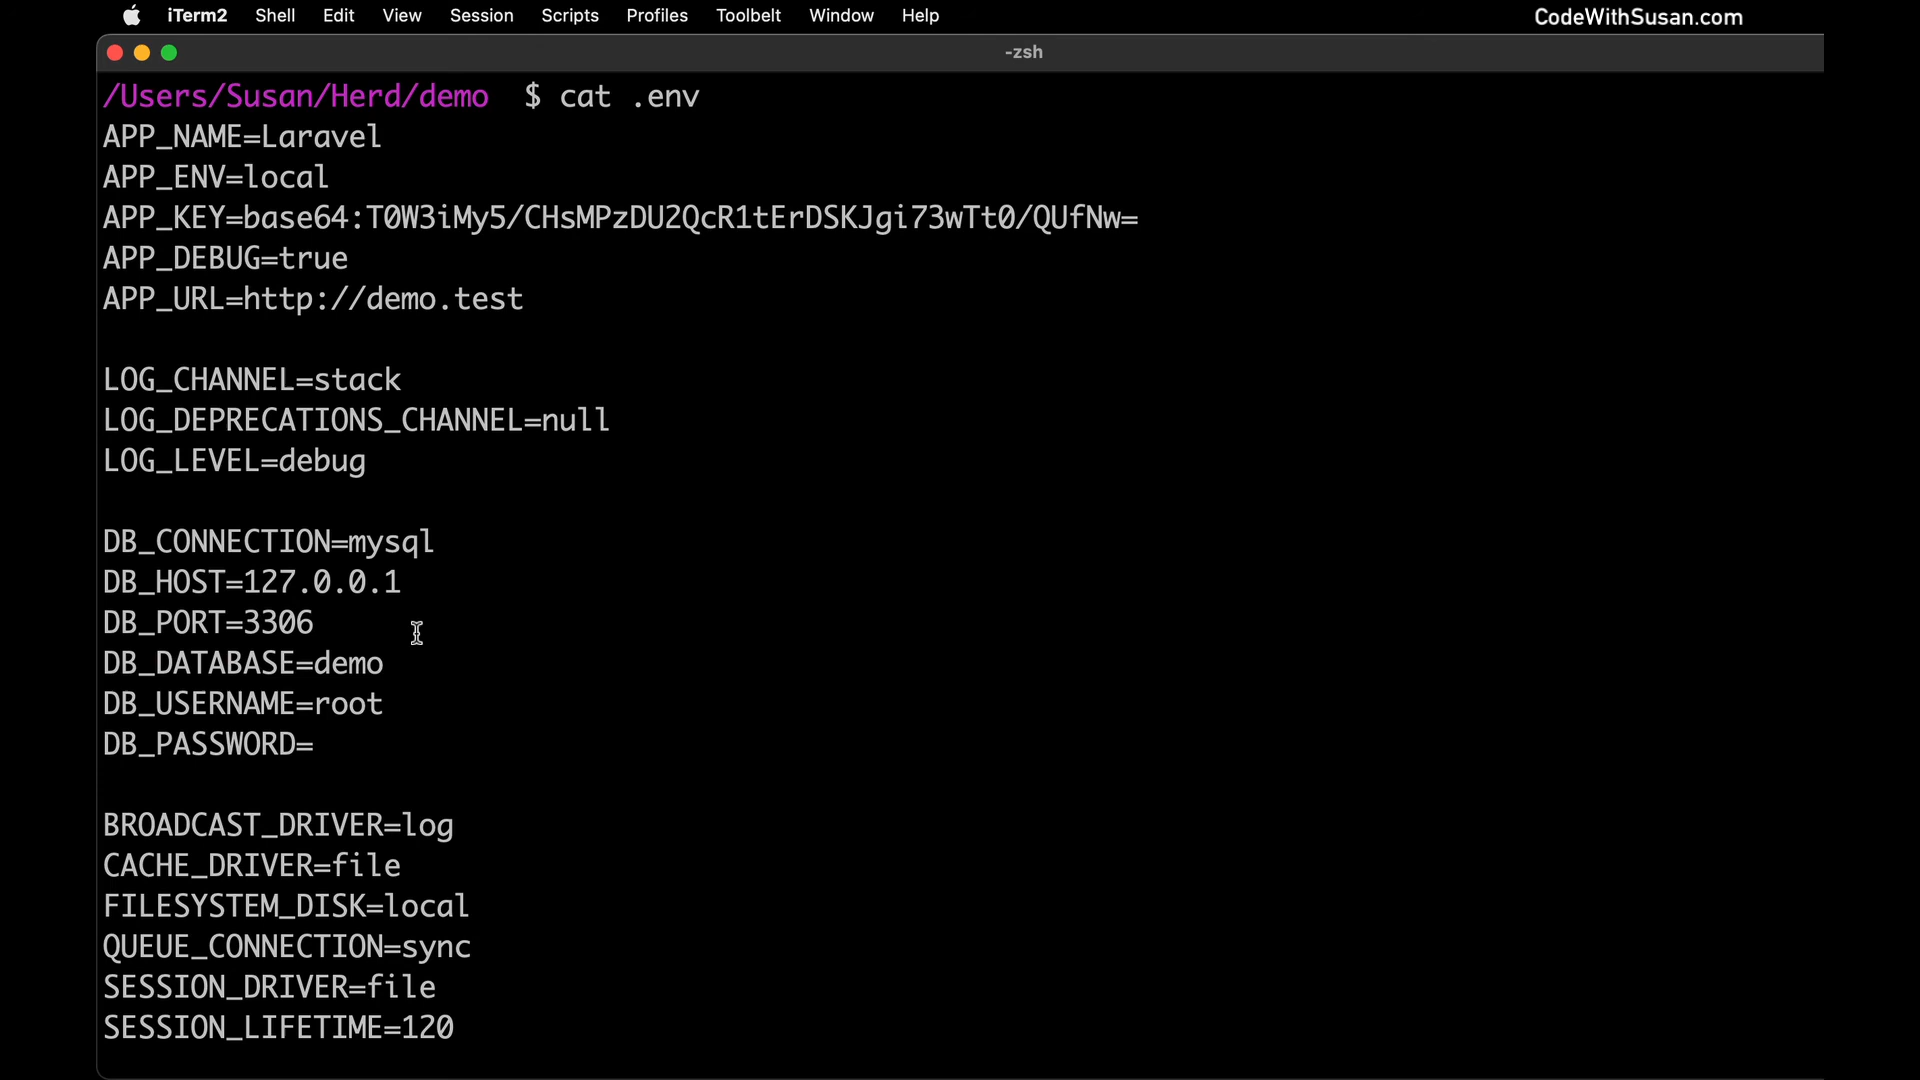 iTerm2 Shell Edit View Session Scripts Profiles Toolbelt Window Help CodeWithSusan.com
-zsh
/Users/Susan/Herd/demo $ cat .env
APP_NAME=Laravel
APP_ENV=local
APP_KEY=base64:T0W3iMy5/CHsMPzDU2QcR1tErDSKJgi73wTt0/QUfNw=
APP_DEBUG=true
APP_URL=http://demo.test
LOG_CHANNEL=stack
LOG_DEPRECATIONS_CHANNEL=null
LOG_LEVEL=debug
DB_CONNECTION=mysql
DB_HOST=127.0.0.1
DB_PORT=3306
DB_DATABASE=demo
DB_USERNAME=root
DB_PASSWORD=
BROADCAST_DRIVER=log
CACHE_DRIVER=file
FILESYSTEM_DISK=local
QUEUE_CONNECTION=sync
SESSION_DRIVER=file
SESSION_LIFETIME=120